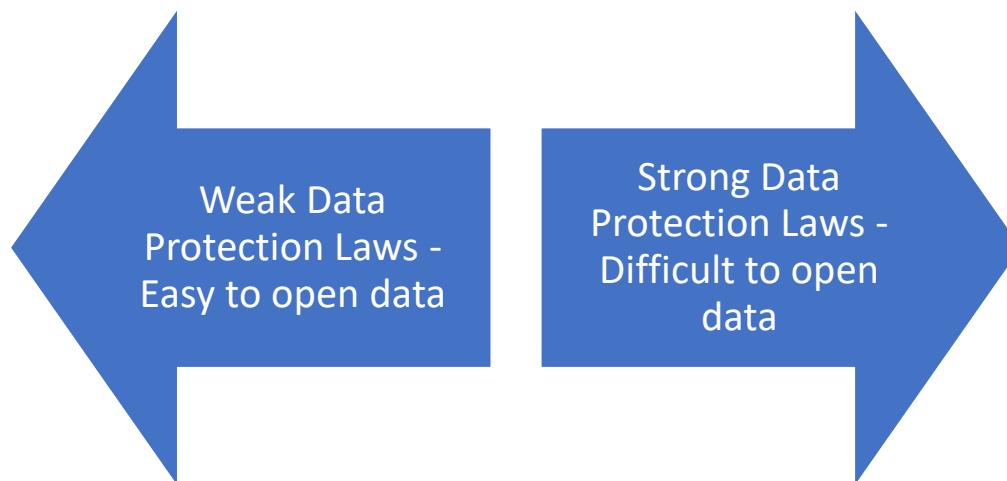 Weak Data
Protection Laws -
Easy to open data
Strong Data
Protection Laws -
Difficult to open
data